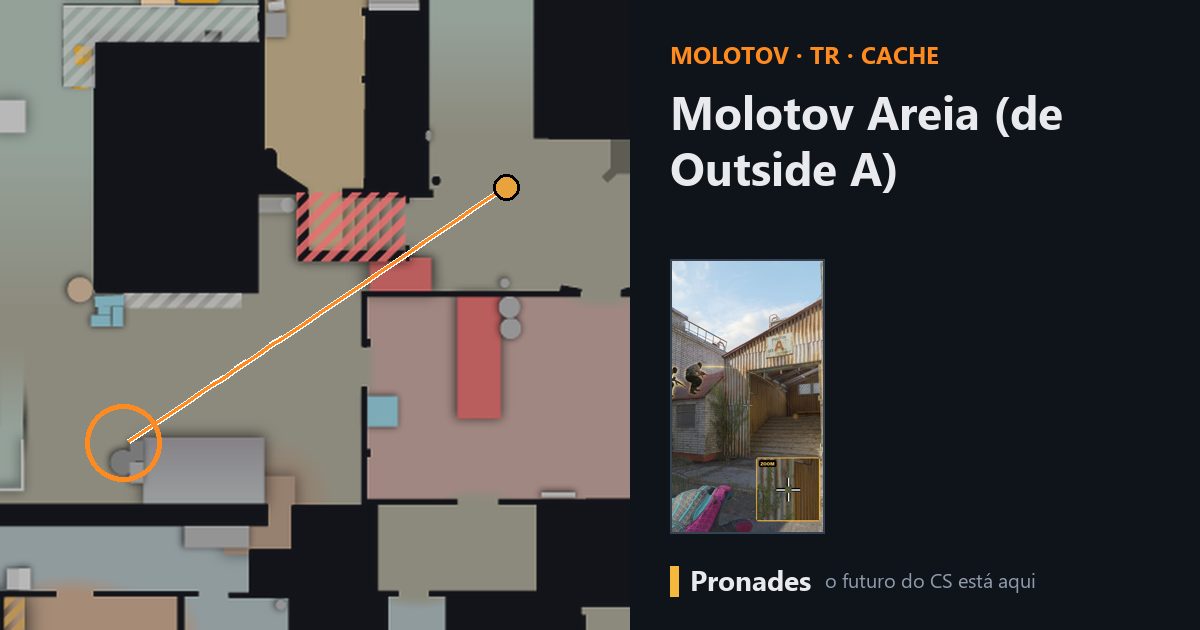 MOLOTOV · TR · CACHE
Molotov Areia (de
Outside A)
A
ZOOM
Pronades o futuro do CS está aqui